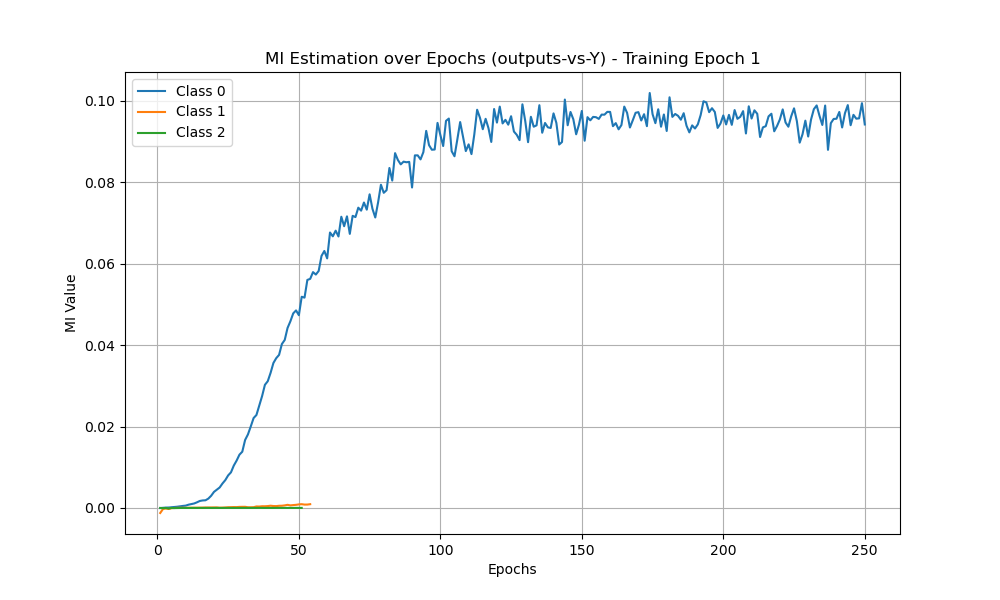 MI Estimation over Epochs (outputs-vs-Y) - Training Epoch 1
Class 0
Class 1
Class 2
0.10
0.08
0.06
0.04
0.02
0.00
MI Value
0
50
100
150
200
250
Epochs